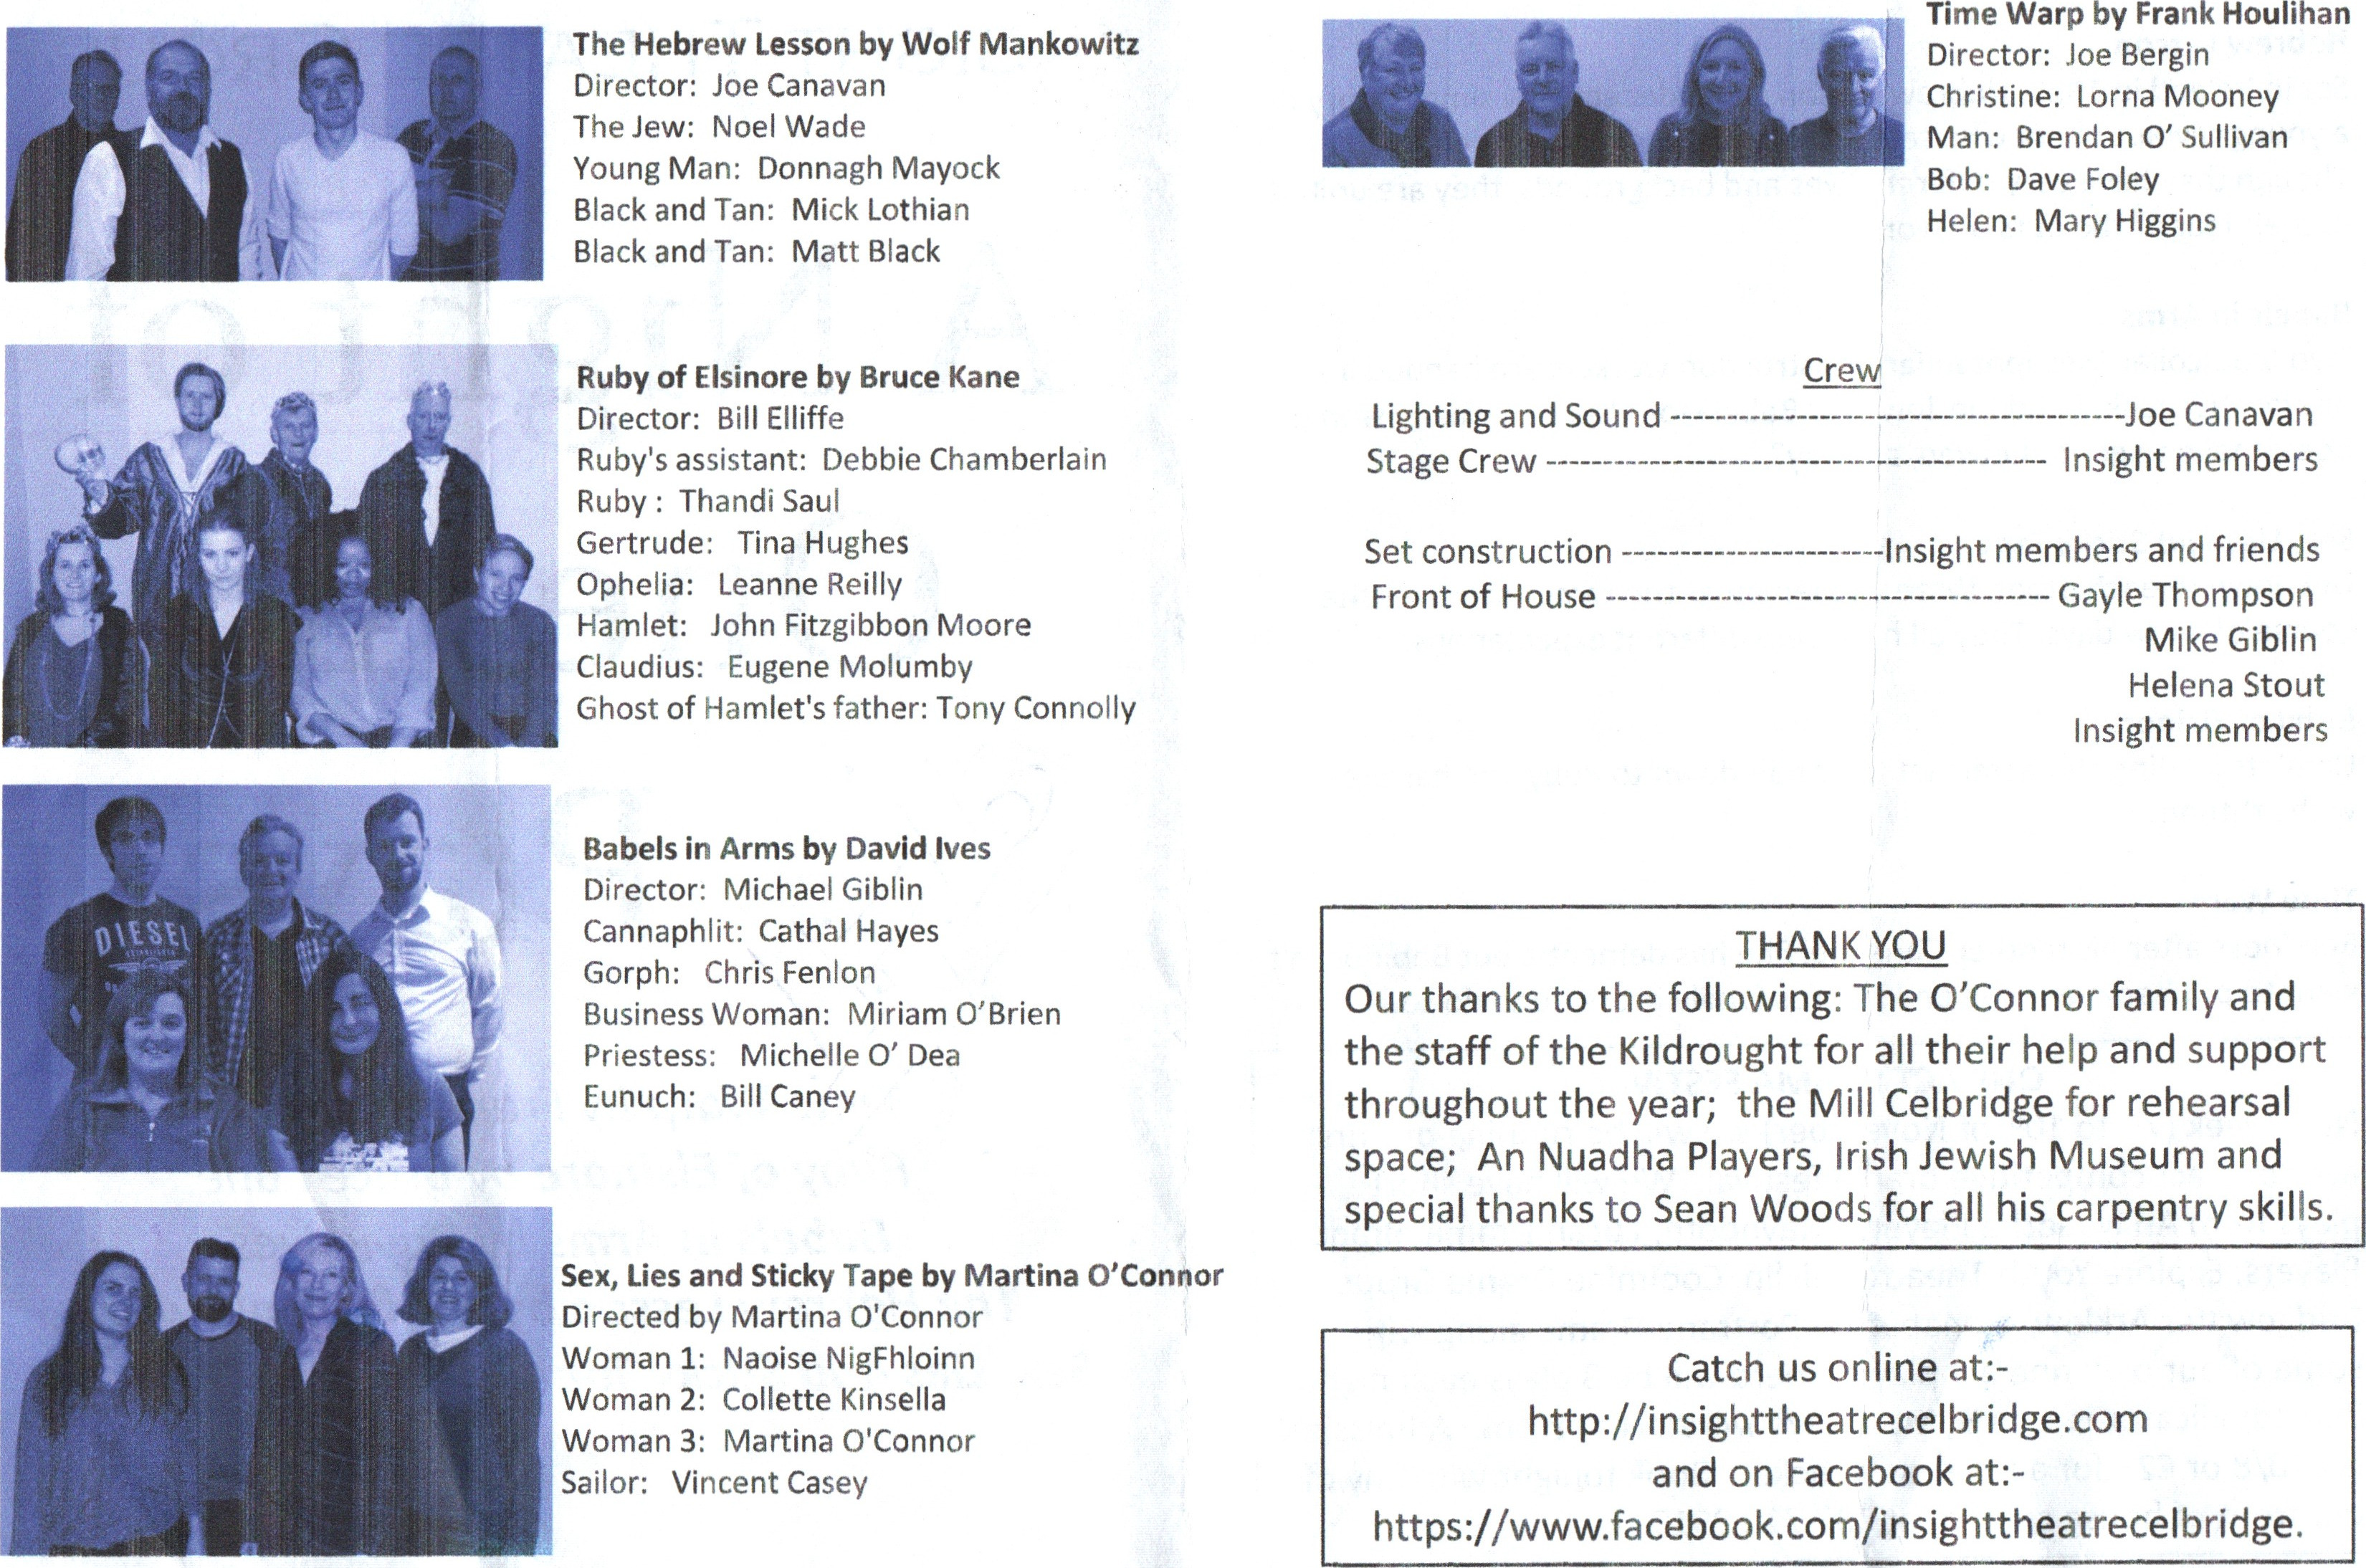 The Hebrew Lesson by Wolf Mankowitz
Director: Joe Canavan
The Jew: Noel Wade
Young Man: Donnagh Mayock
Black and Tan: Mick Lothian
Black and Tan: Matt Black
Ruby of Elsinore by Bruce Kane
Director: Bill Elliffe
Ruby's assistant: Debbie Chamberlain
Ruby : Thandi Saul
Gertrude: Tina Hughes
Ophelia: Leanne Reilly
Hamlet: John Fitzgibbon Moore
Claudius: Eugene Molumby
Ghost of Hamlet's father: Tony Connolly
DIESEL
Babels in Arms by David Ives
Director: Michael Giblin
Cannaphlit: Cathal Hayes
Gorph: Chris Fenlon
Business Woman: Miriam O'Brien
Priestess: Michelle O' Dea
Eunuch: Bill Caney
Sex, Lies and Sticky Tape by Martina O'Connor
Directed by Martina O'Connor
Woman 1: Naoise NigFhloinn
Woman 2: Collette Kinsella
Woman 3: Martina O'Connor
Sailor: Vincent Casey
Time Warp by Frank Houlihan
Director: Joe Bergin
Christine: Lorna Mooney
Man: Brendan O' Sullivan
Bob: Dave Foley
Helen: Mary Higgins
Crew
Lighting and Sound ----------------------------------------Joe Canavan
Stage Crew -------------------------------------------- Insight members
Set construction -----------------------Insight members and friends
Front of House --------------------------------------- Gayle Thompson
Mike Giblin
Helena Stout
Insight members
THANK YOU
Our thanks to the following: The O'Connor family and
the staff of the Kildrought for all their help and support
throughout the year; the Mill Celbridge for rehearsal
space; An Nuadha Players, Irish Jewish Museum and
special thanks to Sean Woods for all his carpentry skills.
Catch us online at:-
http://insighttheatrecelbridge.com
and on Facebook at:-
https://www.facebook.com/insighttheatrecelbridge.